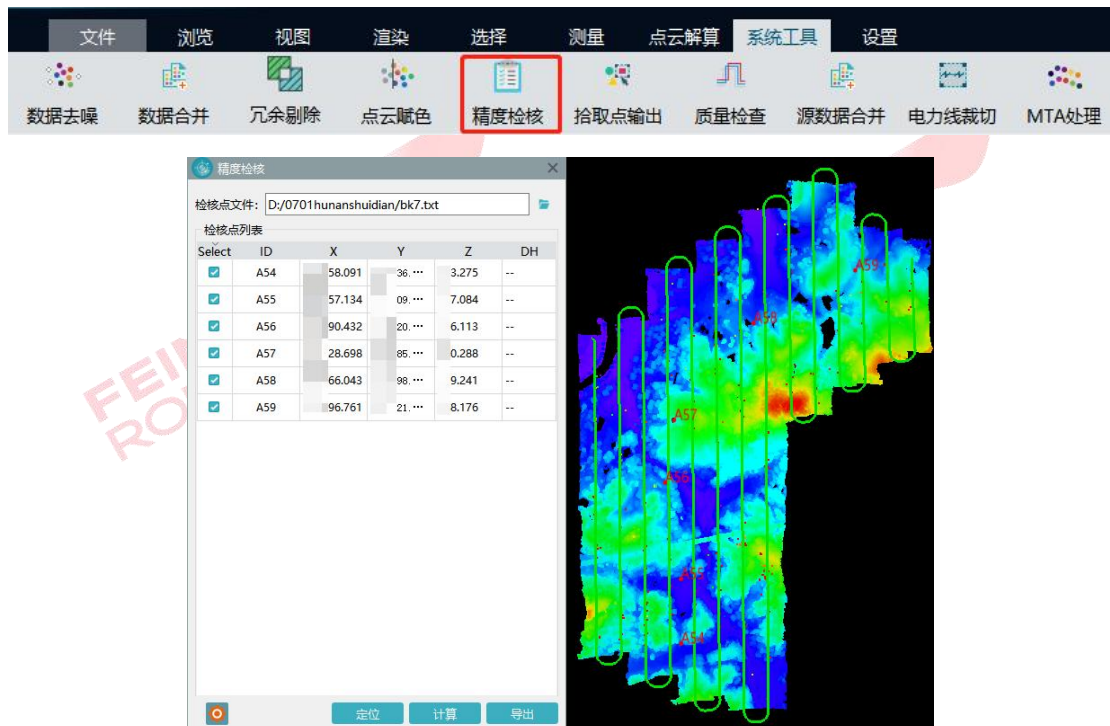 文件 浏览 视图 渲染 选择 测量 点云解算 系统工具 设置
数据去噪 数据合并 冗余剔除 点云赋色 精度检核 拾取点输出 质量检查 源数据合并 电力线裁切 MTA处理
精度检核
检核点文件: D:/0701hunanshuidian/bk7.txt
检核点列表
Select ID X Y Z DH
A54 58.091 36.··· 3.275 --
A55 57.134 09.··· 7.084 --
A56 90.432 20.··· 6.113 --
A57 28.698 85.··· 0.288 --
A58 66.043 98.··· 9.241 --
A59 96.761 21.··· 8.176 --
定位 计算 导出
A59
A58
A57
A56
A55
A54